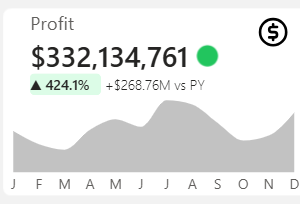 Profit
$
$332,134,761
▲ 424.1% +$268.76M vs PY
J F M A M J J A S O N D